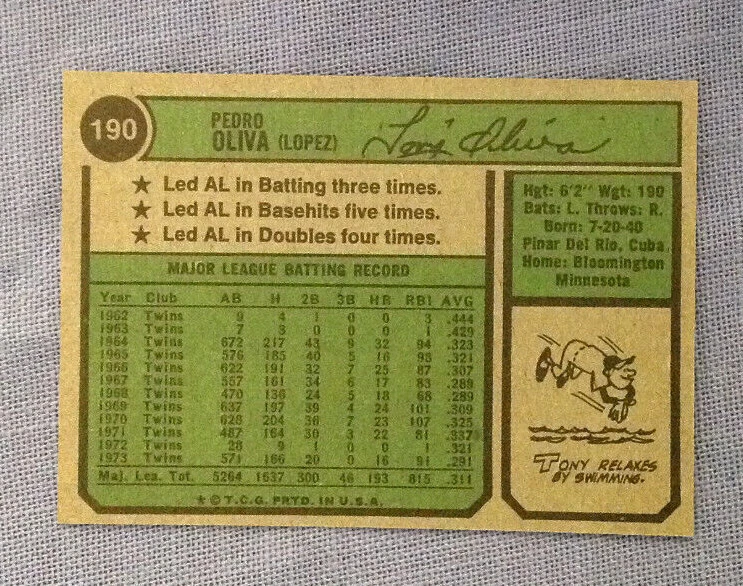 190
PEDRO
OLIVA (LOPEZ)
Tony Oliva
★ Led AL in Batting three times.
★ Led AL in Basehits five times.
★ Led AL in Doubles four times.
MAJOR LEAGUE BATTING RECORD
Year Club AB H 2B 3B HR RBI AVG
1962 Twins 9 4 1 0 0 3 .444
1963 Twins 7 3 0 0 0 1 .429
1964 Twins 672 217 43 9 32 94 .323
1965 Twins 576 185 40 5 16 98 .321
1966 Twins 622 191 32 7 25 87 .307
1967 Twins 557 161 34 6 17 83 .289
1968 Twins 470 136 24 5 18 68 .289
1969 Twins 637 197 39 4 24 101 .309
1970 Twins 628 204 36 7 23 107 .325
1971 Twins 487 164 30 3 22 81 .337
1972 Twins 28 9 1 0 0 1 .321
1973 Twins 571 166 20 0 16 91 .291
Maj. Lea. Tot. 5264 1637 300 46 193 815 .311
★ © T.C.G. PRTD. IN U.S.A.
Hgt: 6'2" Wgt: 190
Bats: L. Throws: R.
Born: 7-20-40
Pinar Del Rio, Cuba
Home: Bloomington
Minnesota
TONY RELAXES
BY SWIMMING.